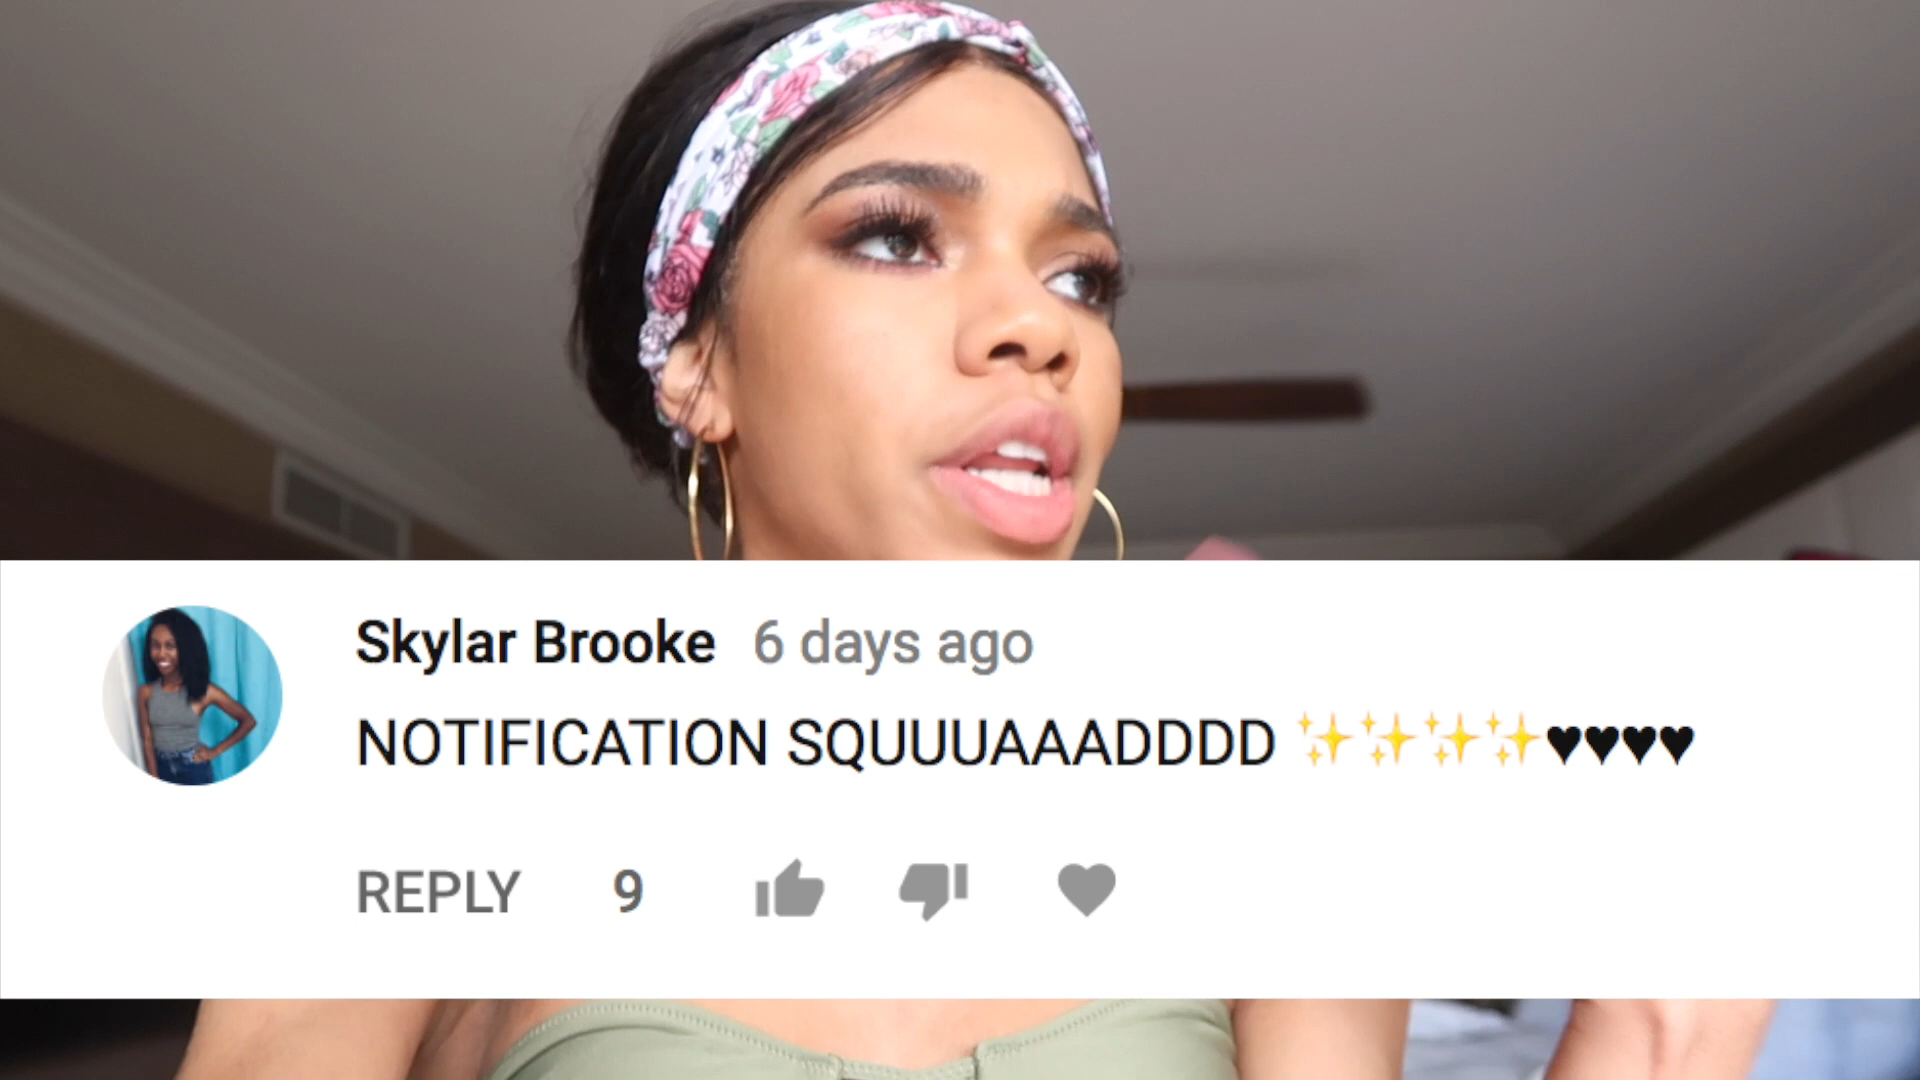 Skylar Brooke 6 days ago
NOTIFICATION SQUUUAAADDDD ✨✨✨✨♥♥♥♥
REPLY 9